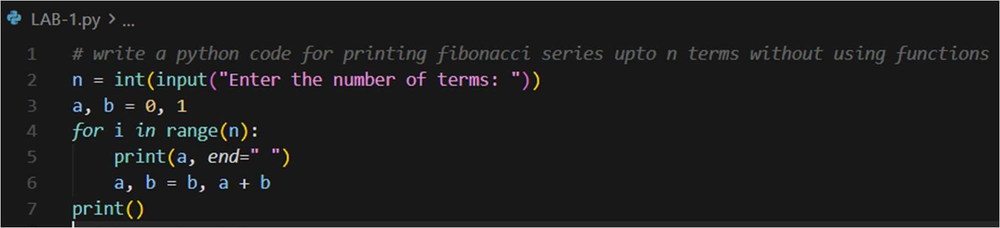 LAB-1.py > ...
1 # write a python code for printing fibonacci series upto n terms without using functions
2 n = int(input("Enter the number of terms: "))
3 a, b = 0, 1
4 for i in range(n):
5     print(a, end=" ")
6     a, b = b, a + b
7 print()